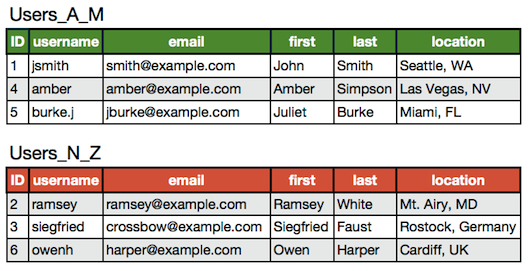 Users_A_M
ID username email first last location
1 jsmith smith@example.com John Smith Seattle, WA
4 amber amber@example.com Amber Simpson Las Vegas, NV
5 burke.j jburke@example.com Juliet Burke Miami, FL
Users_N_Z
ID username email first last location
2 ramsey ramsey@example.com Ramsey White Mt. Airy, MD
3 siegfried crossbow@example.com Siegfried Faust Rostock, Germany
6 owenh harper@example.com Owen Harper Cardiff, UK